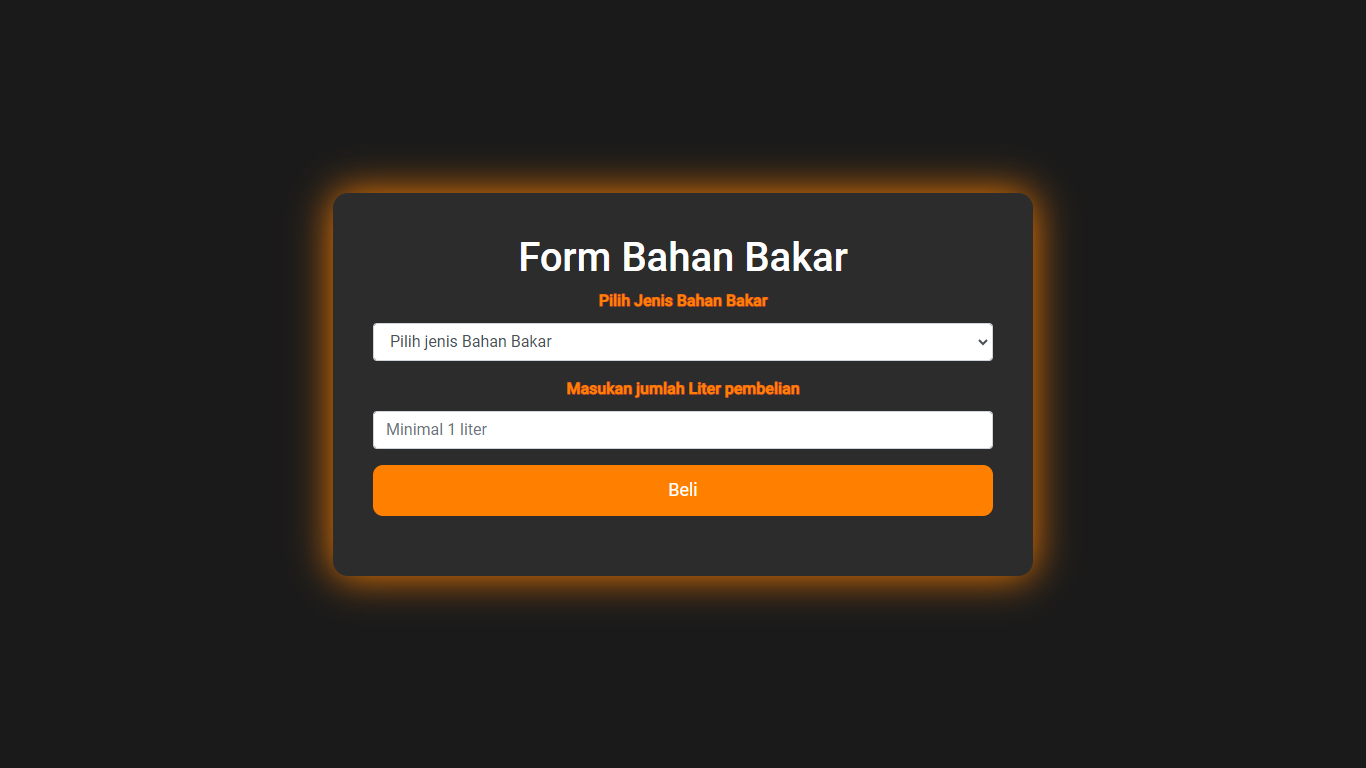 Form Bahan Bakar
Pilih Jenis Bahan Bakar
Pilih jenis Bahan Bakar
Masukan jumlah Liter pembelian
Minimal 1 liter
Beli